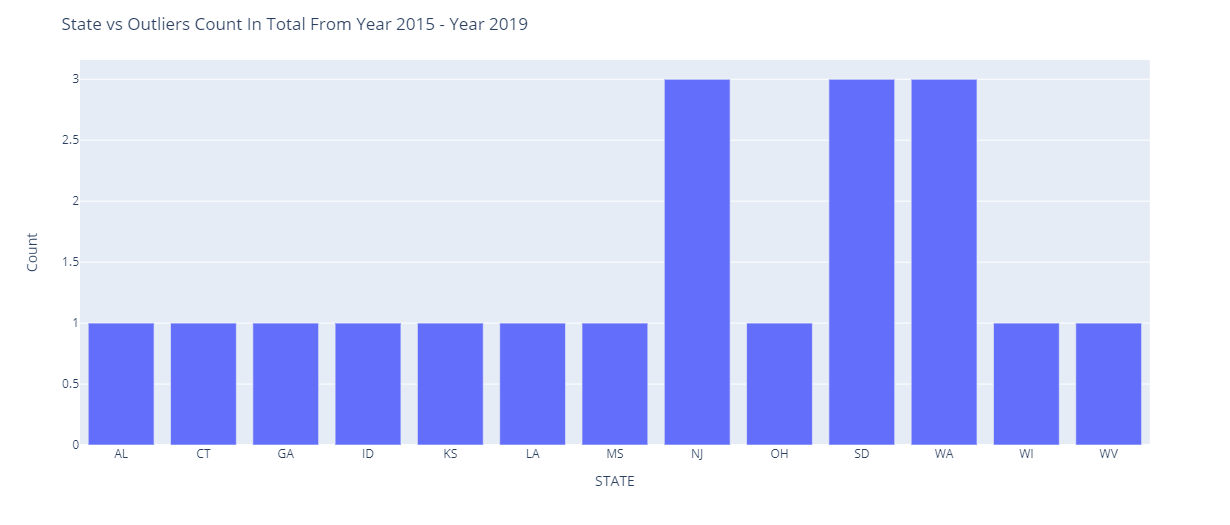 State vs Outliers Count In Total From Year 2015 - Year 2019
3
2.5
2
1.5
1
0.5
0
Count
AL CT GA ID KS LA MS NJ OH SD WA WI WV
STATE